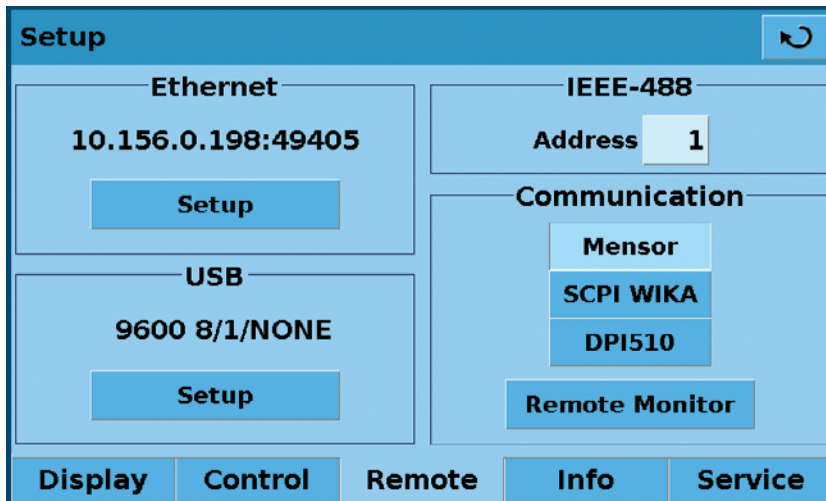 Setup
Ethernet
10.156.0.198:49405
Setup
USB
9600 8/1/NONE
Setup
IEEE-488
Address 1
Communication
Mensor
SCPI WIKA
DPI510
Remote Monitor
Display Control Remote Info Service